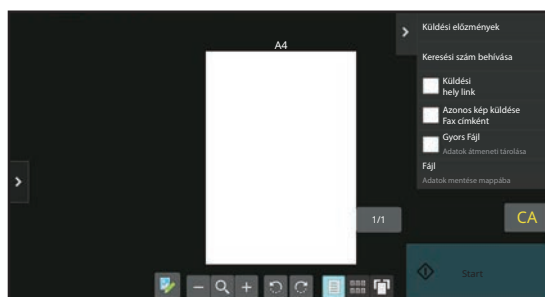 A4
Küldési előzmények
Keresési szám behívása
Küldési
hely link
Azonos kép küldése
Fax címként
Gyors Fájl
Adatok átmeneti tárolása
Fájl
Adatok mentése mappába
1/1
CA
Start